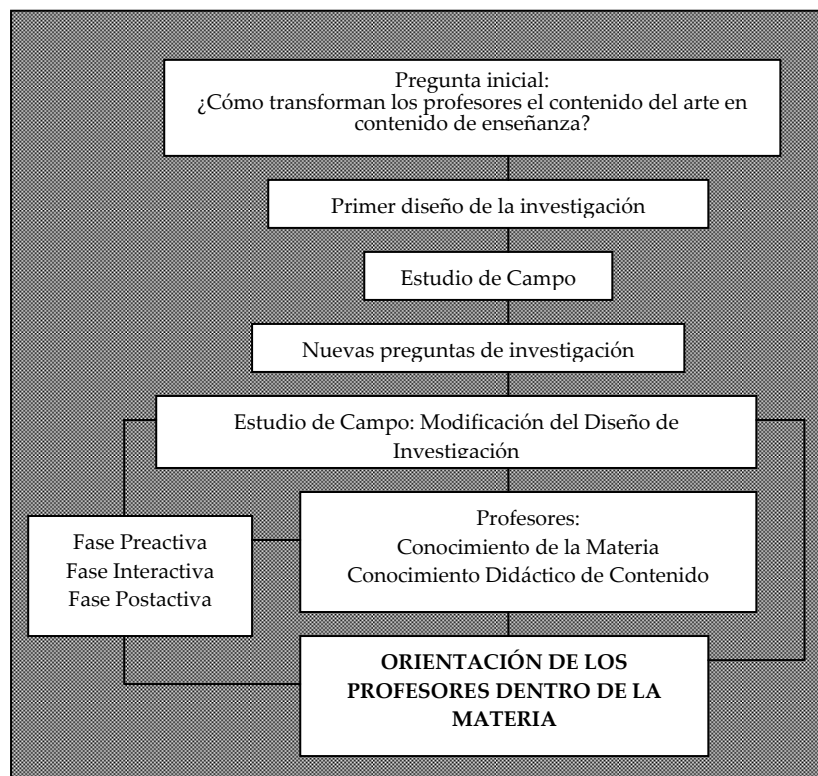 Pregunta inicial:
¿Cómo transforman los profesores el contenido del arte en
contenido de enseñanza?
Primer diseño de la investigación
Estudio de Campo
Nuevas preguntas de investigación
Estudio de Campo: Modificación del Diseño de
Investigación
Fase Preactiva
Fase Interactiva
Fase Postactiva
Profesores:
Conocimiento de la Materia
Conocimiento Didáctico de Contenido
ORIENTACIÓN DE LOS
PROFESORES DENTRO DE LA
MATERIA